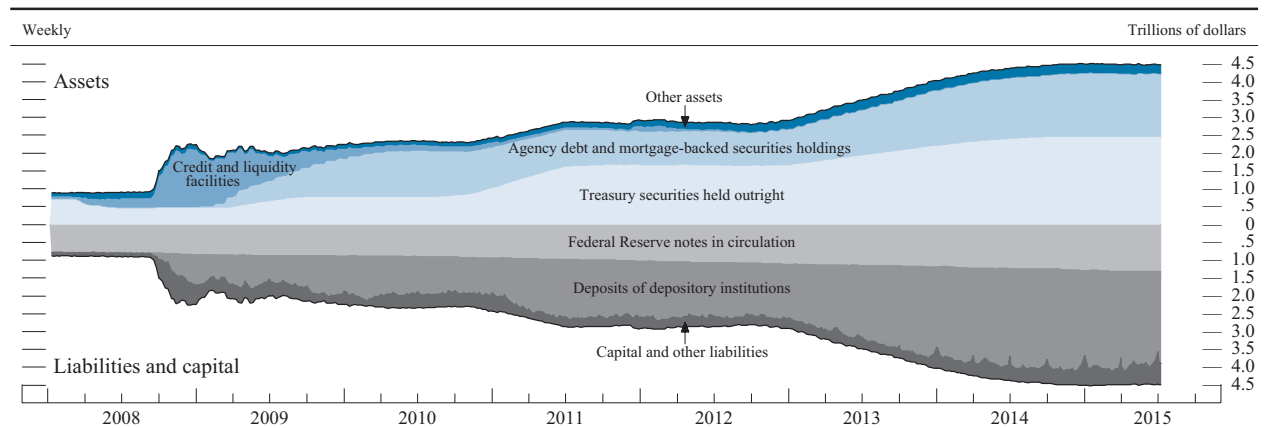 Weekly
Trillions of dollars
Assets
Other assets
Credit and liquidity
facilities
Agency debt and mortgage-backed securities holdings
Treasury securities held outright
Federal Reserve notes in circulation
Deposits of depository institutions
Capital and other liabilities
Liabilities and capital
4.5
4.0
3.5
3.0
2.5
2.0
1.5
1.0
.5
0
.5
1.0
1.5
2.0
2.5
3.0
3.5
4.0
4.5
2008 2009 2010 2011 2012 2013 2014 2015